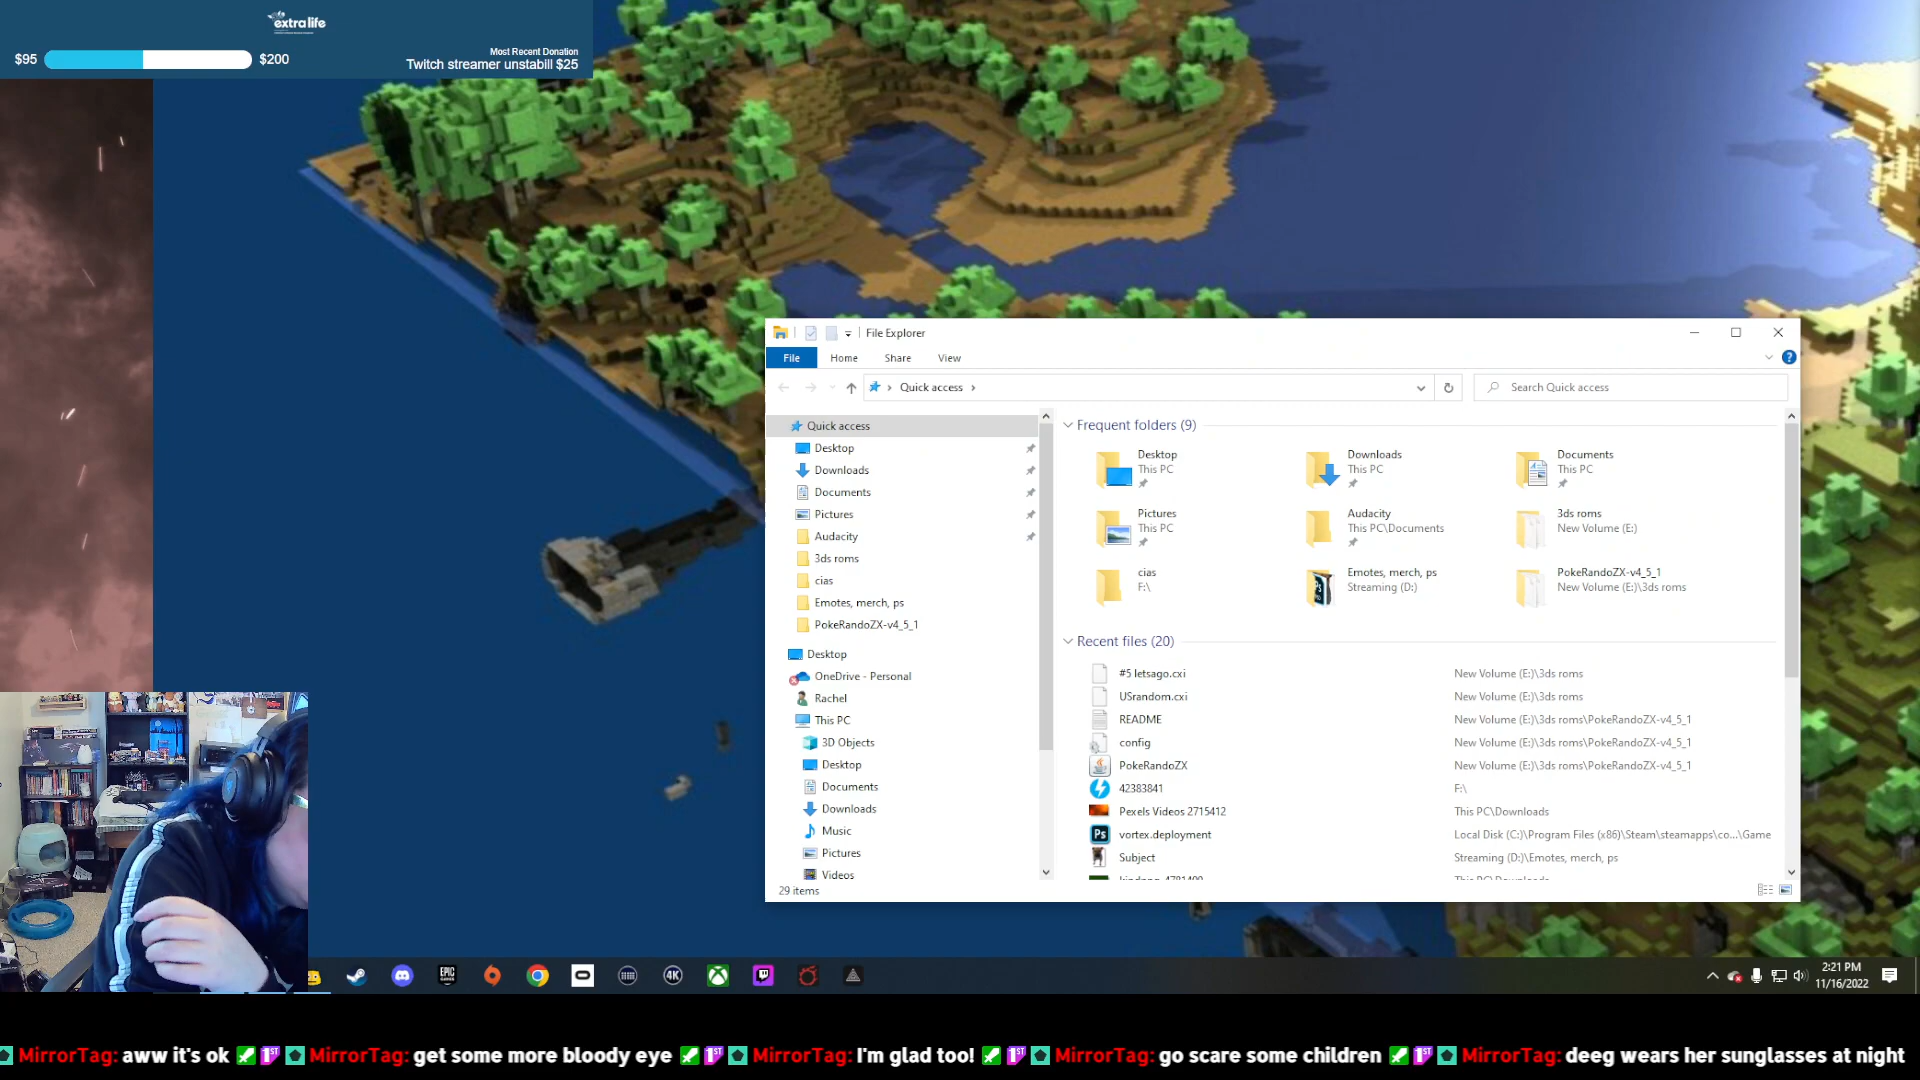 extralife
$95
$200
Most Recent Donation
Twitch streamer unstabill $25
File Explorer
File
Home
Share
View
Quick access
Search Quick access
Quick access
Desktop
Downloads
Documents
Pictures
Audacity
3ds roms
cias
Emotes, merch, ps
PokeRandoZX-v4_5_1
Desktop
OneDrive - Personal
Rachel
This PC
3D Objects
Desktop
Documents
Downloads
Music
Pictures
Videos
29 items
Frequent folders (9)
Desktop
This PC
Downloads
This PC
Documents
This PC
Pictures
This PC
Audacity
This PC\Documents
3ds roms
New Volume (E:)
cias
F:\
Emotes, merch, ps
Streaming (D:)
PokeRandoZX-v4_5_1
New Volume (E:)\3ds roms
Recent files (20)
#5 letsago.cxi New Volume (E:)\3ds roms
USrandom.cxi New Volume (E:)\3ds roms
README New Volume (E:)\3ds roms\PokeRandoZX-v4_5_1
config New Volume (E:)\3ds roms\PokeRandoZX-v4_5_1
PokeRandoZX New Volume (E:)\3ds roms\PokeRandoZX-v4_5_1
42383841 F:\
Pexels Videos 2715412 This PC\Downloads
vortex.deployment Local Disk (C:)\Program Files (x86)\Steam\steamapps\co...\Game
Subject Streaming (D:)\Emotes, merch, ps
EPIC
4K
2:21 PM
11/16/2022
MirrorTag: aww it's ok 1ST MirrorTag: get some more bloody eye 1ST MirrorTag: I'm glad too! 1ST MirrorTag: go scare some children 1ST MirrorTag: deeg wears her sunglasses at night